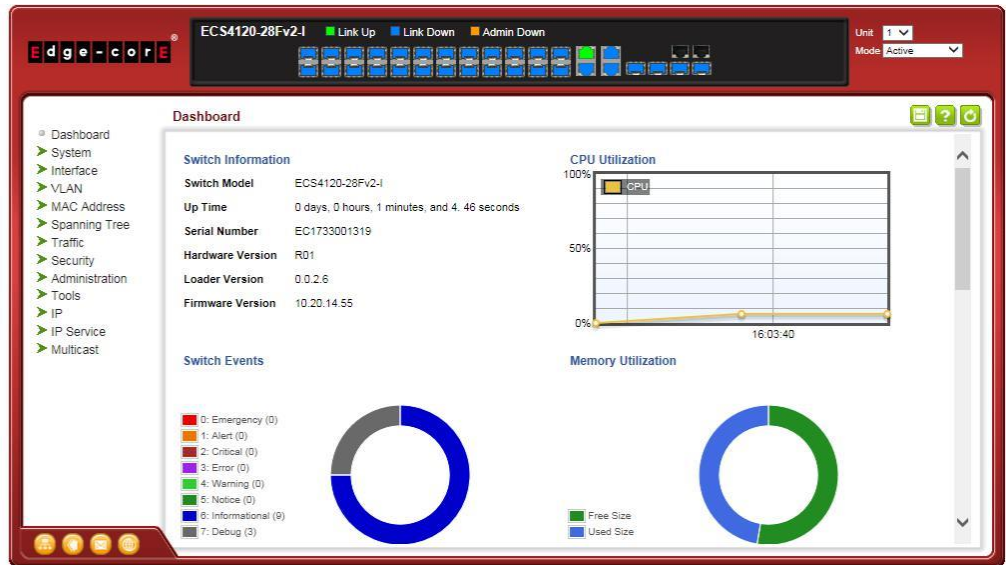 ECS4120-28Fv2-I Link Up Link Down Admin Down
Unit 1
Mode Active
Edge-corE®
Dashboard
Dashboard
System
Interface
VLAN
MAC Address
Spanning Tree
Traffic
Security
Administration
Tools
IP
IP Service
Multicast
Switch Information
Switch Model ECS4120-28Fv2-I
Up Time 0 days, 0 hours, 1 minutes, and 4. 46 seconds
Serial Number EC1733001319
Hardware Version R01
Loader Version 0.0.2.6
Firmware Version 10.20.14.55
CPU Utilization
100%
CPU
50%
0%
16:03:40
Switch Events
0: Emergency (0)
1: Alert (0)
2: Critical (0)
3: Error (0)
4: Warning (0)
5: Notice (0)
6: Informational (9)
7: Debug (3)
Memory Utilization
Free Size
Used Size